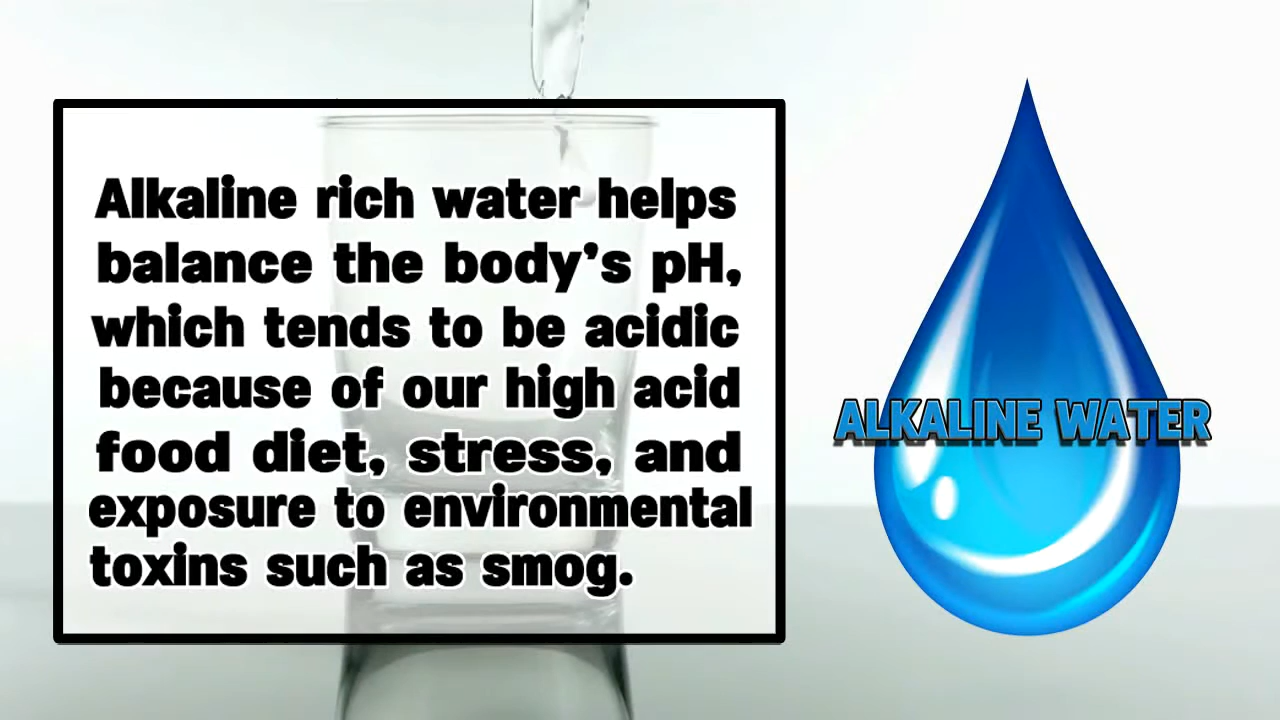 Alkaline rich water helps
balance the body's pH,
which tends to be acidic
because of our high acid
food diet, stress, and
exposure to environmental
toxins such as smog.
ALKALINE WATER